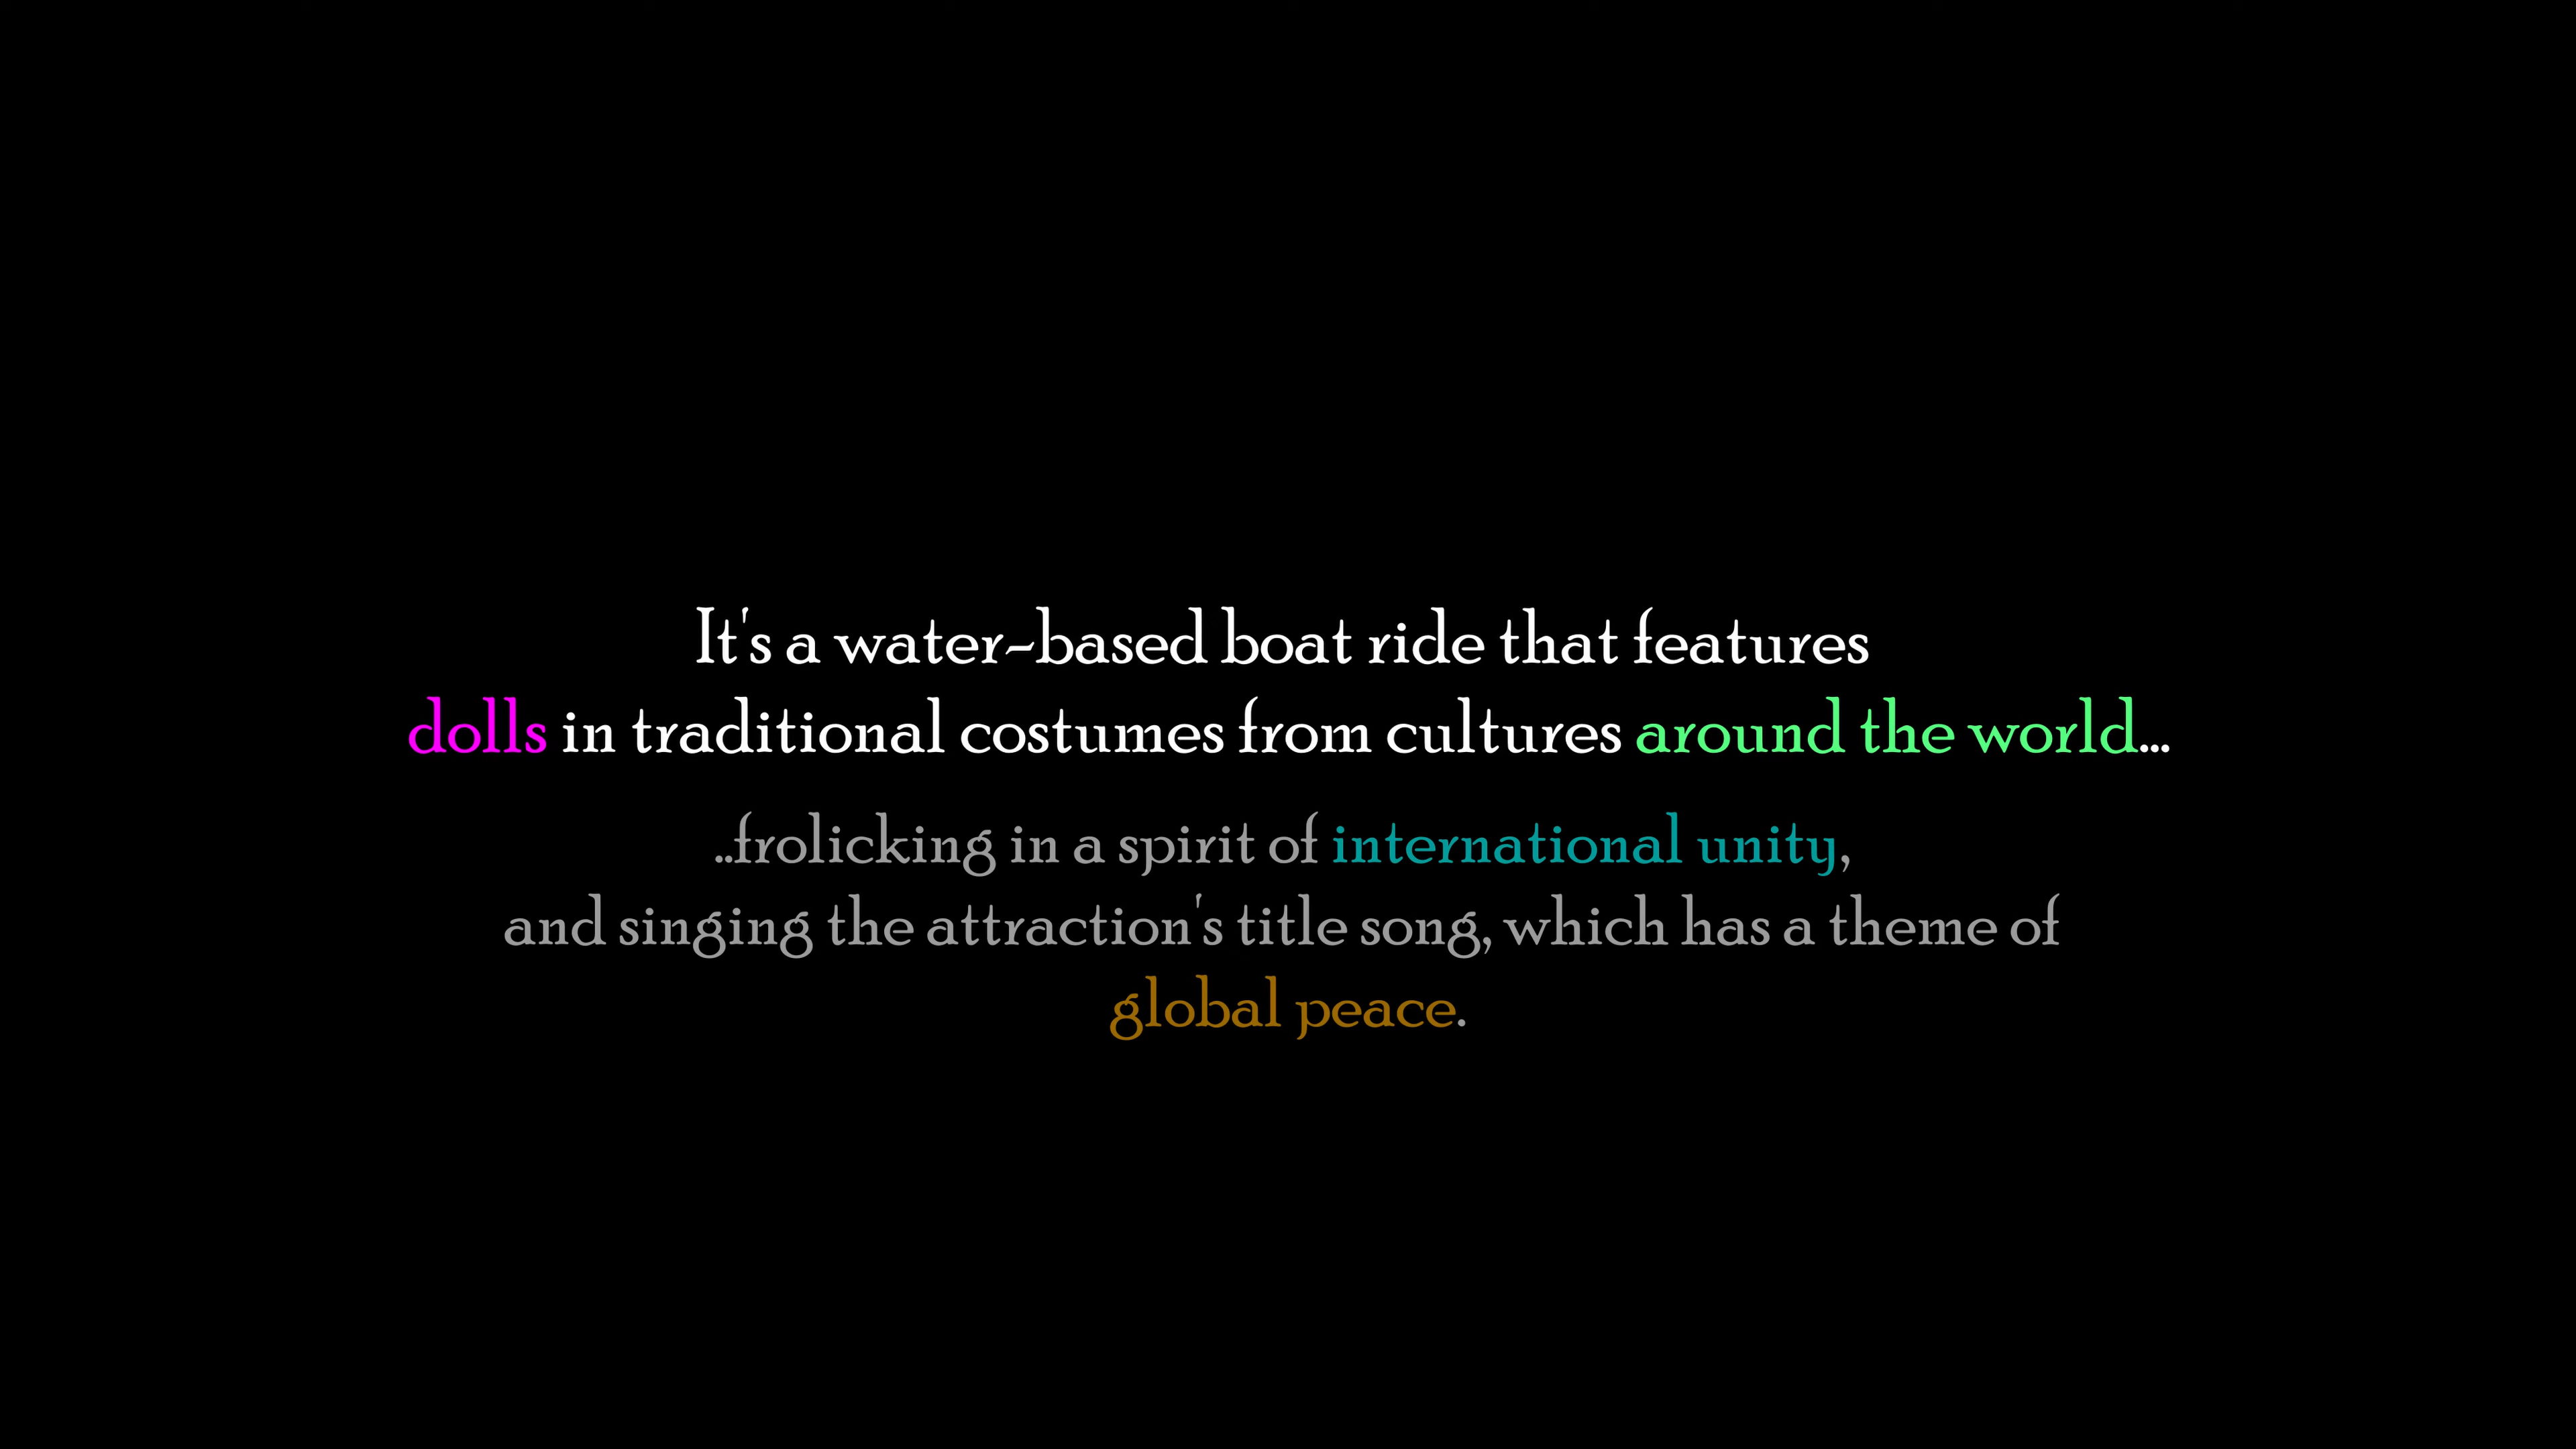 It's a water-based boat ride that features
dolls in traditional costumes from cultures around the world...
..frolicking in a spirit of international unity,
and singing the attraction's title song, which has a theme of
global peace.